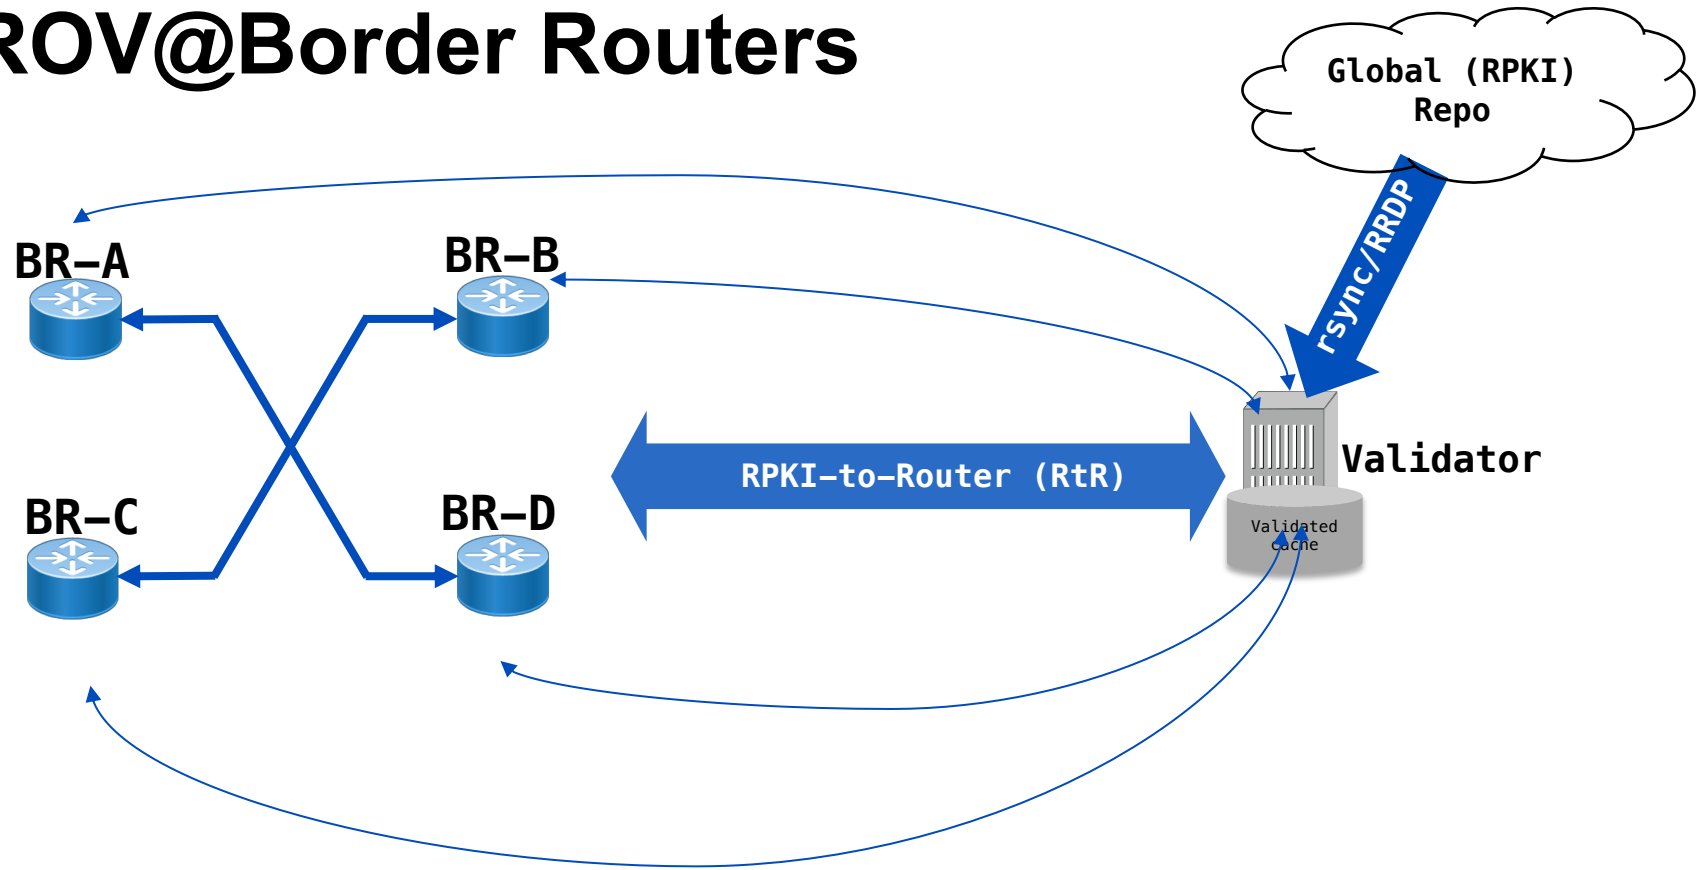 ROV@Border Routers
Global (RPKI)
Repo
rsync/RRDP
BR-A
BR-B
RPKI-to-Router (RtR)
Validator
BR-C
BR-D
Validated
cache